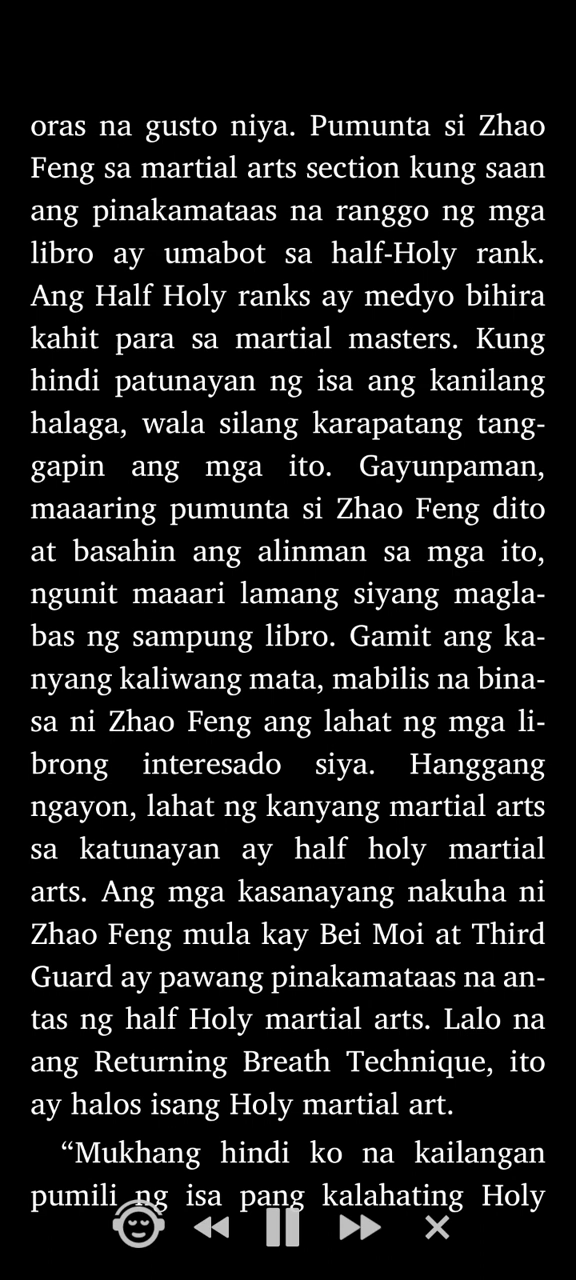 oras na gusto niya. Pumunta si Zhao
Feng sa martial arts section kung saan
ang pinakamataas na ranggo ng mga
libro ay umabot sa half-Holy rank.
Ang Half Holy ranks ay medyo bihira
kahit para sa martial masters. Kung
hindi patunayan ng isa ang kanilang
halaga, wala silang karapatang tang-
gapin ang mga ito. Gayunpaman,
maaaring pumunta si Zhao Feng dito
at basahin ang alinman sa mga ito,
ngunit maaari lamang siyang magla-
bas ng sampung libro. Gamit ang ka-
nyang kaliwang mata, mabilis na bina-
sa ni Zhao Feng ang lahat ng mga li-
brong interesado siya. Hanggang
ngayon, lahat ng kanyang martial arts
sa katunayan ay half holy martial
arts. Ang mga kasanayang nakuha ni
Zhao Feng mula kay Bei Moi at Third
Guard ay pawang pinakamataas na an-
tas ng half Holy martial arts. Lalo na
ang Returning Breath Technique, ito
ay halos isang Holy martial art.
“Mukhang hindi ko na kailangan
pumili ng isa pang kalahating Holy